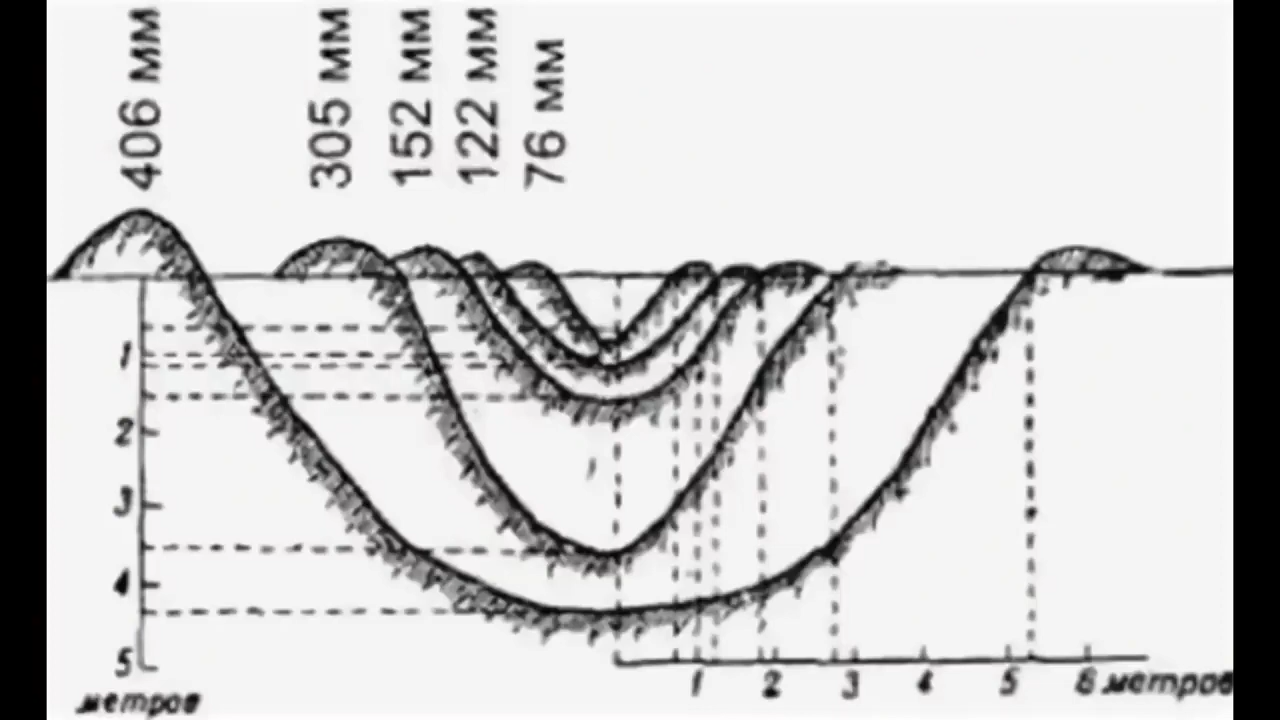 406 мм
305 мм
152 мм
122 мм
76 мм
1
2
3
4
5
метров
1 2 3 4 5 6 метров